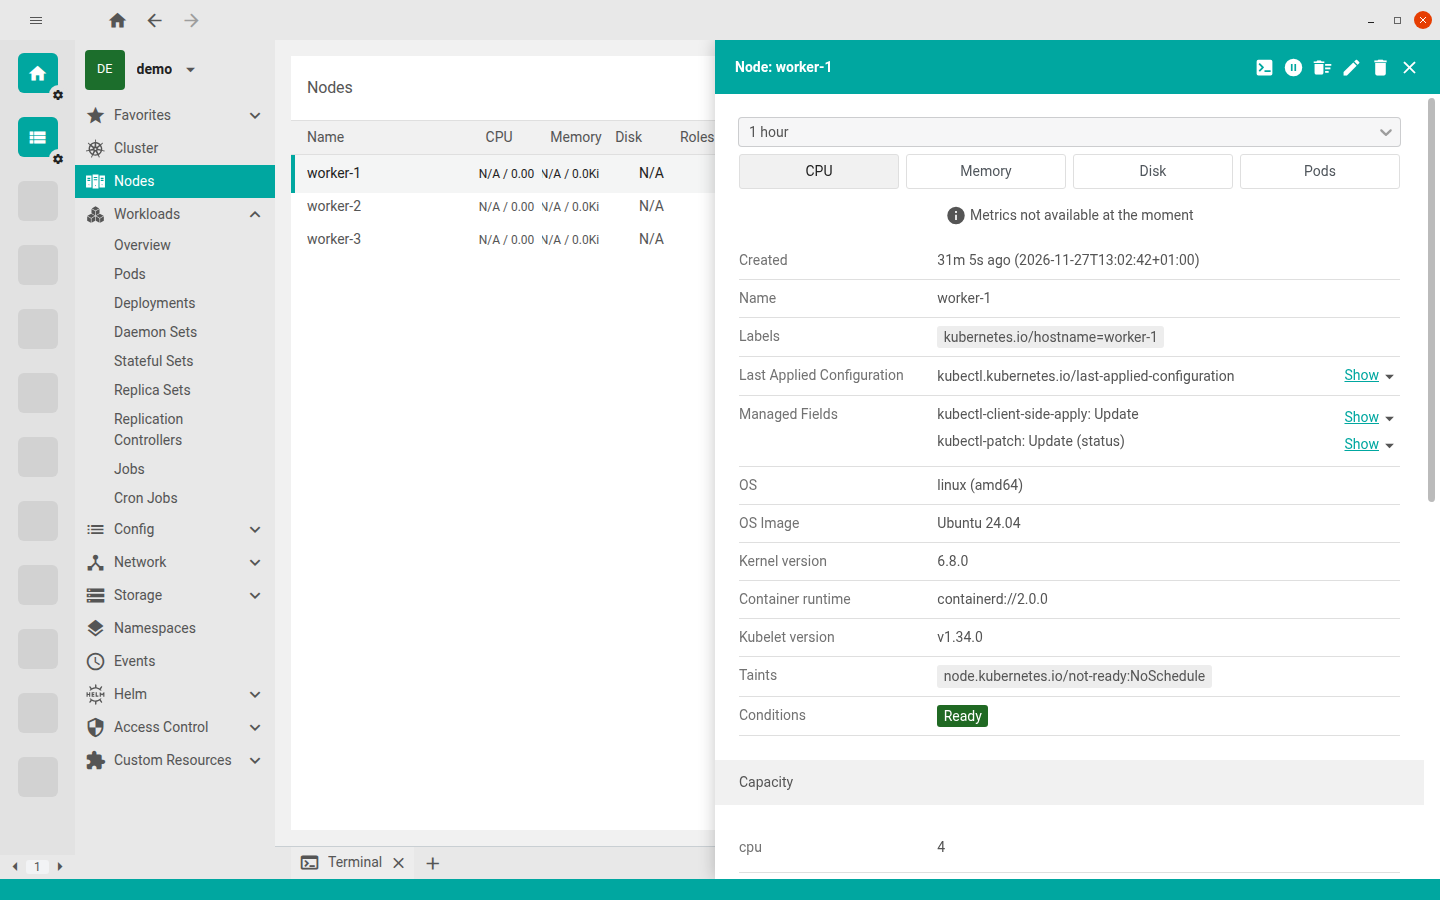 DE
demo
Favorites
Cluster
Nodes
Workloads
Overview
Pods
Deployments
Daemon Sets
Stateful Sets
Replica Sets
Replication
Controllers
Jobs
Cron Jobs
Config
Network
Storage
Namespaces
Events
HELM
Helm
Access Control
Custom Resources
1
Nodes
Name CPU Memory Disk Roles
worker-1 N/A / 0.00 N/A / 0.0Ki N/A
worker-2 N/A / 0.00 N/A / 0.0Ki N/A
worker-3 N/A / 0.00 N/A / 0.0Ki N/A
Terminal
Node: worker-1
1 hour
CPU Memory Disk Pods
Metrics not available at the moment
Created 31m 5s ago (2026-11-27T13:02:42+01:00)
Name worker-1
Labels kubernetes.io/hostname=worker-1
Last Applied Configuration kubectl.kubernetes.io/last-applied-configuration Show
Managed Fields kubectl-client-side-apply: Update Show
kubectl-patch: Update (status) Show
OS linux (amd64)
OS Image Ubuntu 24.04
Kernel version 6.8.0
Container runtime containerd://2.0.0
Kubelet version v1.34.0
Taints node.kubernetes.io/not-ready:NoSchedule
Conditions Ready
Capacity
cpu 4